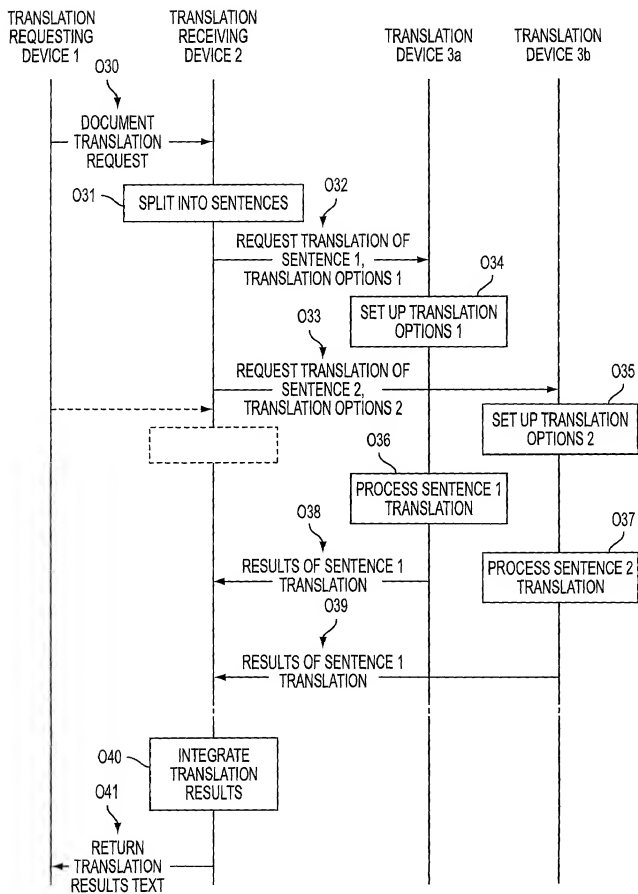 TRANSLATION
REQUESTING
DEVICE 1
TRANSLATION
RECEIVING
DEVICE 2
TRANSLATION
DEVICE 3a
TRANSLATION
DEVICE 3b
O30
DOCUMENT
TRANSLATION
REQUEST
O31
SPLIT INTO SENTENCES
O32
REQUEST TRANSLATION OF
SENTENCE 1,
TRANSLATION OPTIONS 1
O34
SET UP TRANSLATION
OPTIONS 1
O33
REQUEST TRANSLATION OF
SENTENCE 2,
TRANSLATION OPTIONS 2
O35
SET UP TRANSLATION
OPTIONS 2
O36
PROCESS SENTENCE 1
TRANSLATION
O37
PROCESS SENTENCE 2
TRANSLATION
O38
RESULTS OF SENTENCE 1
TRANSLATION
O39
RESULTS OF SENTENCE 1
TRANSLATION
O40
INTEGRATE
TRANSLATION
RESULTS
O41
RETURN
TRANSLATION
RESULTS TEXT